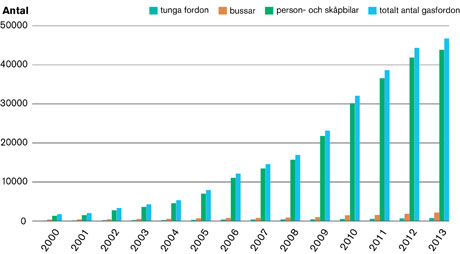 Antal
tunga fordon bussar person- och skåpbilar totalt antal gasfordon
50000
40000
30000
20000
10000
0
2000 2001 2002 2003 2004 2005 2006 2007 2008 2009 2010 2011 2012 2013